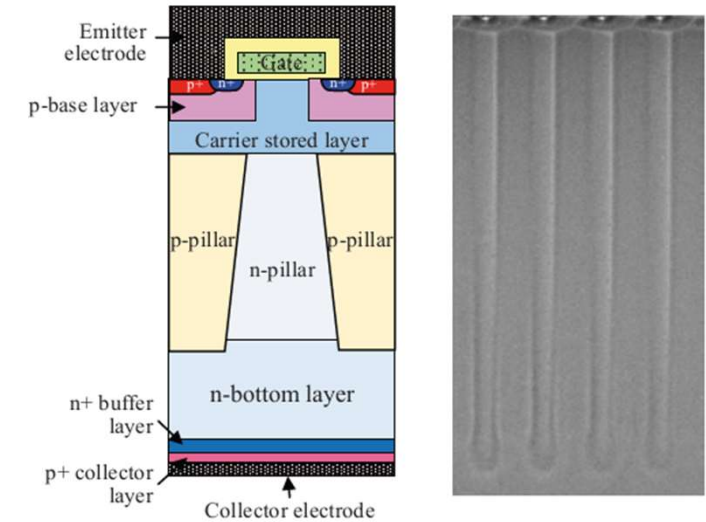 Emitter
electrode
Gate
p+ n+ n+ p+
p-base layer
Carrier stored layer
p-pillar
n-pillar
p-pillar
n-bottom layer
n+ buffer
layer
p+ collector
layer
Collector electrode